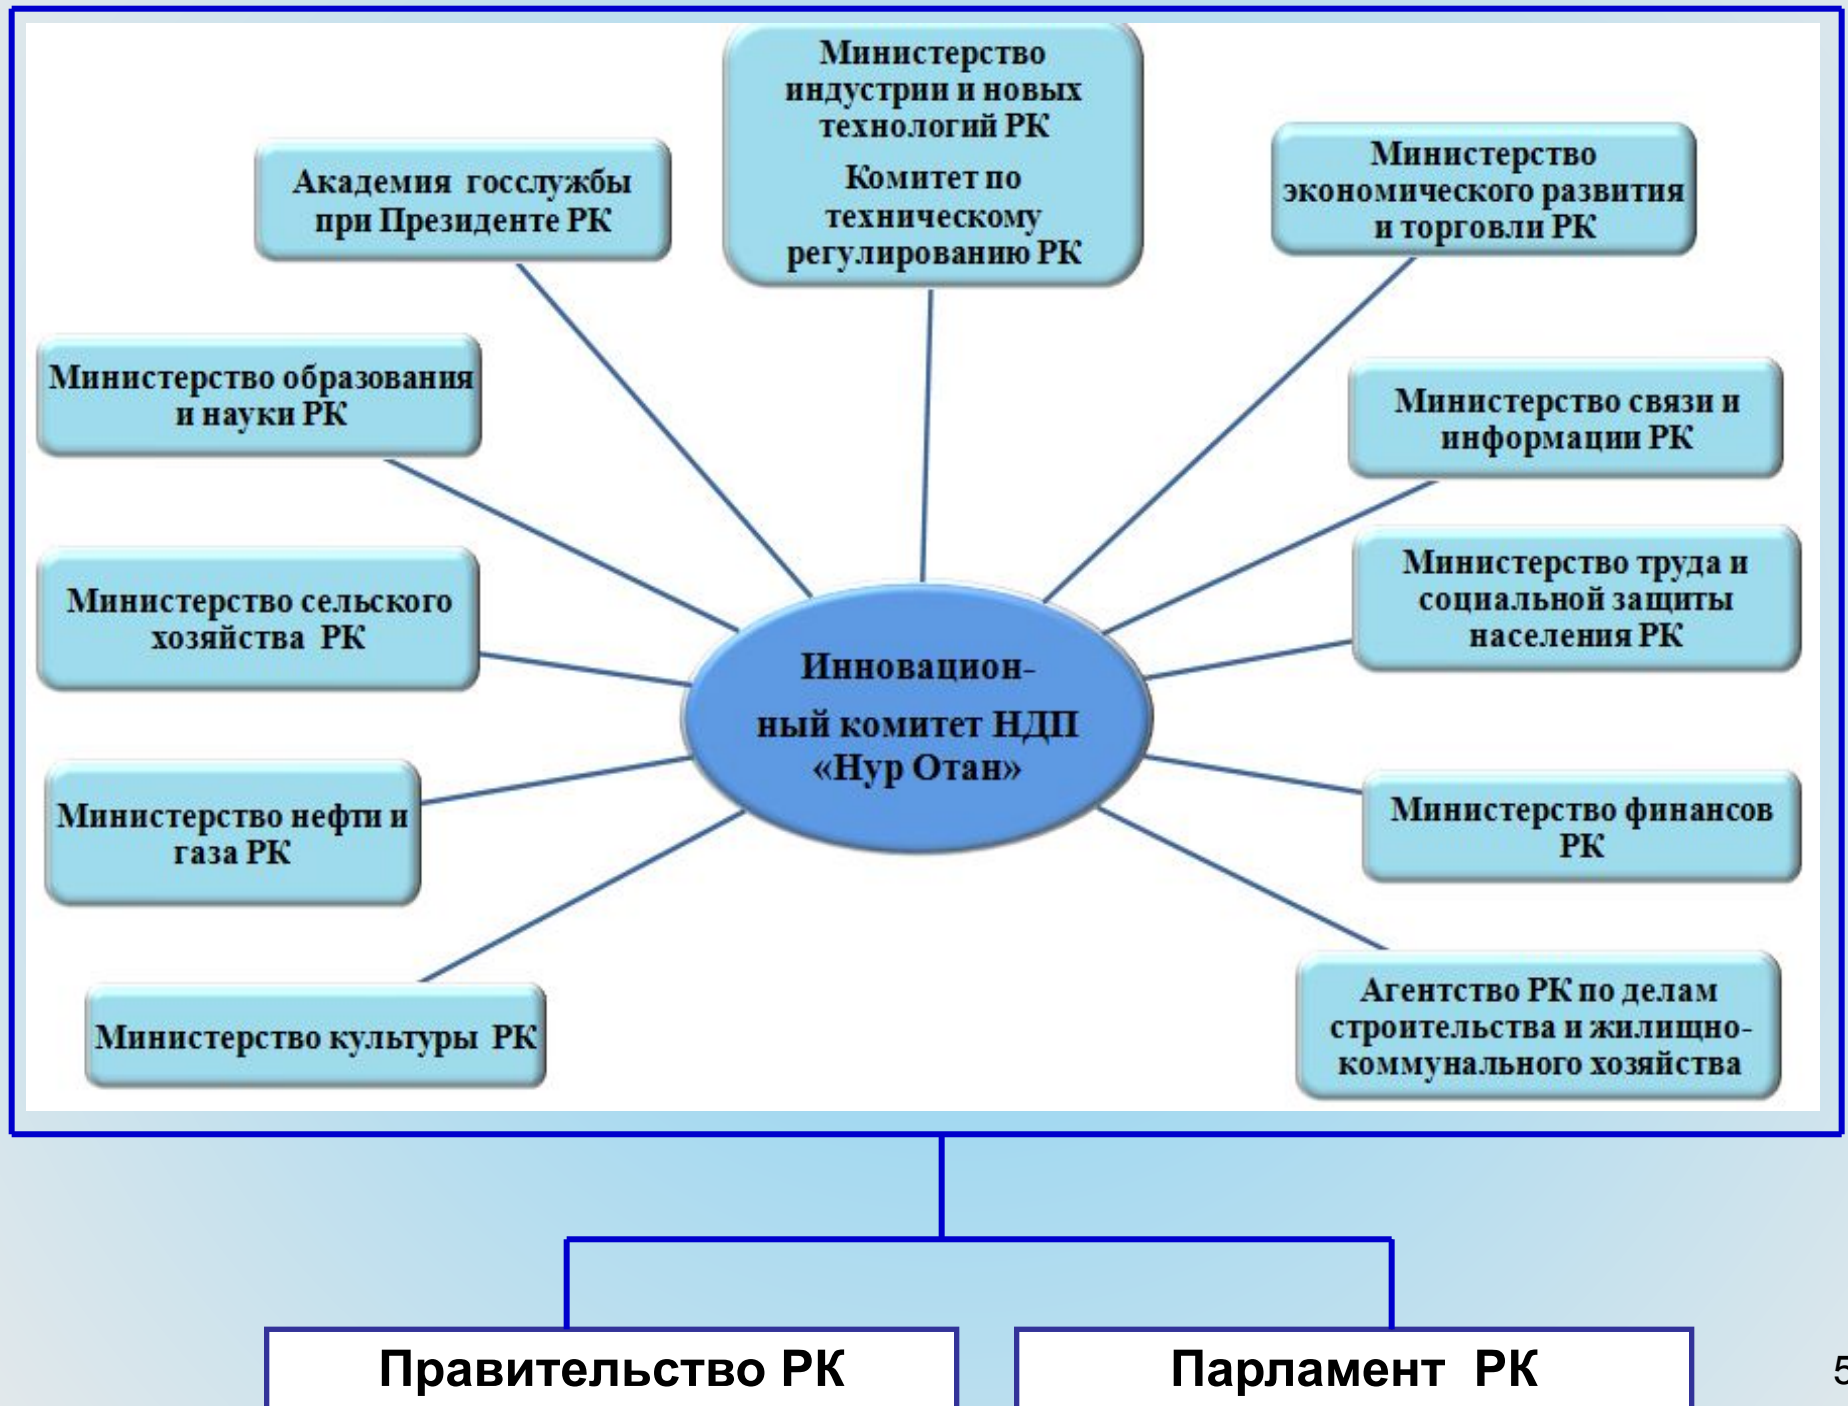 Министерство
индустрии и новых
технологий РК
Комитет по
техническому
регулированию РК
Академия госслужбы
при Президенте РК
Министерство
экономического развития
и торговли РК
Министерство образования
и науки РК
Министерство связи и
информации РК
Министерство сельского
хозяйства РК
Министерство труда и
социальной защиты
населения РК
Инновацион-
ный комитет НДП
«Нур Отан»
Министерство нефти и
газа РК
Министерство финансов
РК
Министерство культуры РК
Агентство РК по делам
строительства и жилищно-
коммунального хозяйства
Правительство РК
Парламент РК
5